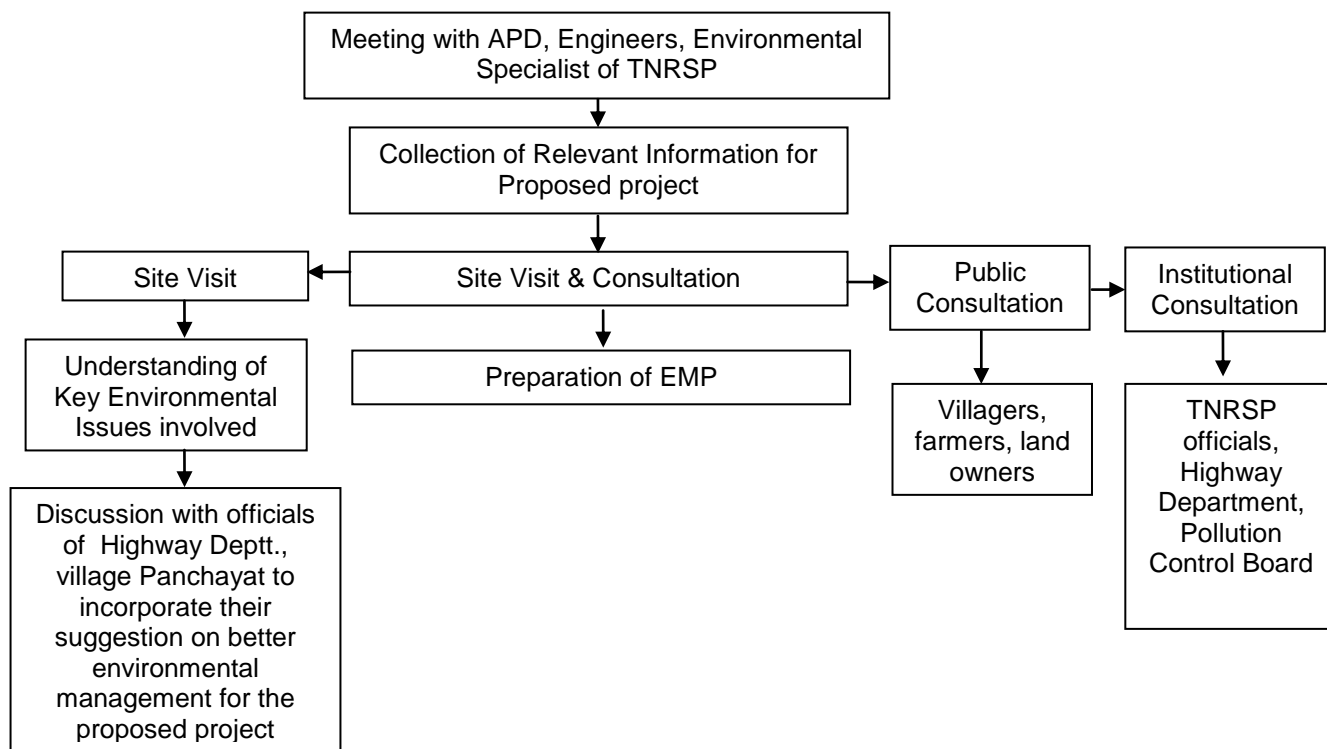 Meeting with APD, Engineers, Environmental
Specialist of TNRSP
Collection of Relevant Information for
Proposed project
Site Visit
Site Visit & Consultation
Public
Consultation
Institutional
Consultation
Understanding of
Key Environmental
Issues involved
Preparation of EMP
Villagers,
farmers, land
owners
TNRSP
officials,
Highway
Department,
Pollution
Control Board
Discussion with officials
of Highway Deptt.,
village Panchayat to
incorporate their
suggestion on better
environmental
management for the
proposed project